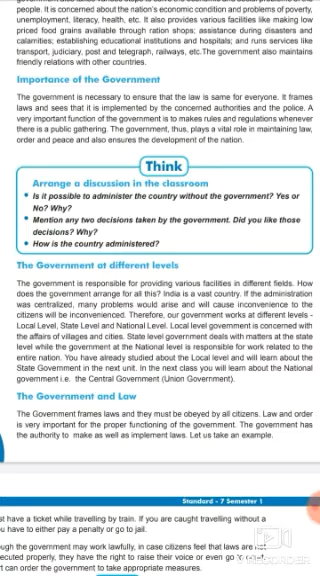 people. It is concerned about the nation's economic condition and problems of poverty,
unemployment, literacy, health, etc. It also provides various facilities like making low
priced food grains available through ration shops; assistance during disasters and
calamities; establishing educational institutions and hospitals; and runs services like
transport, judiciary, post and telegraph, railways, etc.The government also maintains
friendly relations with other countries.
Importance of the Government
The government is necessary to ensure that the law is same for everyone. It frames
laws and sees that it is implemented by the concerned authorities and the police. A
very important function of the government is to makes rules and regulations whenever
there is a public gathering. The government, thus, plays a vital role in maintaining law,
order and peace and also ensures the development of the nation.
Think
Arrange a discussion in the classroom
• Is it possible to administer the country without the government? Yes or
No? Why?
• Mention any two decisions taken by the government. Did you like those
decisions? Why?
• How is the country administered?
The Government at different levels
The government is responsible for providing various facilities in different fields. How
does the government arrange for all this? India is a vast country. If the administration
was centralized, many problems would arise and will cause inconvenience to the
citizens will be inconvenienced. Therefore, our government works at different levels -
Local Level, State Level and National Level. Local level government is concerned with
the affairs of villages and cities. State level government deals with matters at the state
level while the government at the National level is responsible for work related to the
entire nation. You have already studied about the Local level and will learn about the
State Government in the next unit. In the next class you will learn about the National
government i.e. the Central Government (Union Government).
The Government and Law
The Government frames laws and they must be obeyed by all citizens. Law and order
is very important for the proper functioning of the government. The government has
the authority to make as well as implement laws. Let us take an example.
Standard - 7 Semester 1
have a ticket while travelling by train. If you are caught travelling without a
have to either pay a penalty or go to jail.
the government may work lawfully, in case citizens feel that laws are
properly, they have the right to raise their voice or even go
can order the government to take appropriate measures.
RECORDER